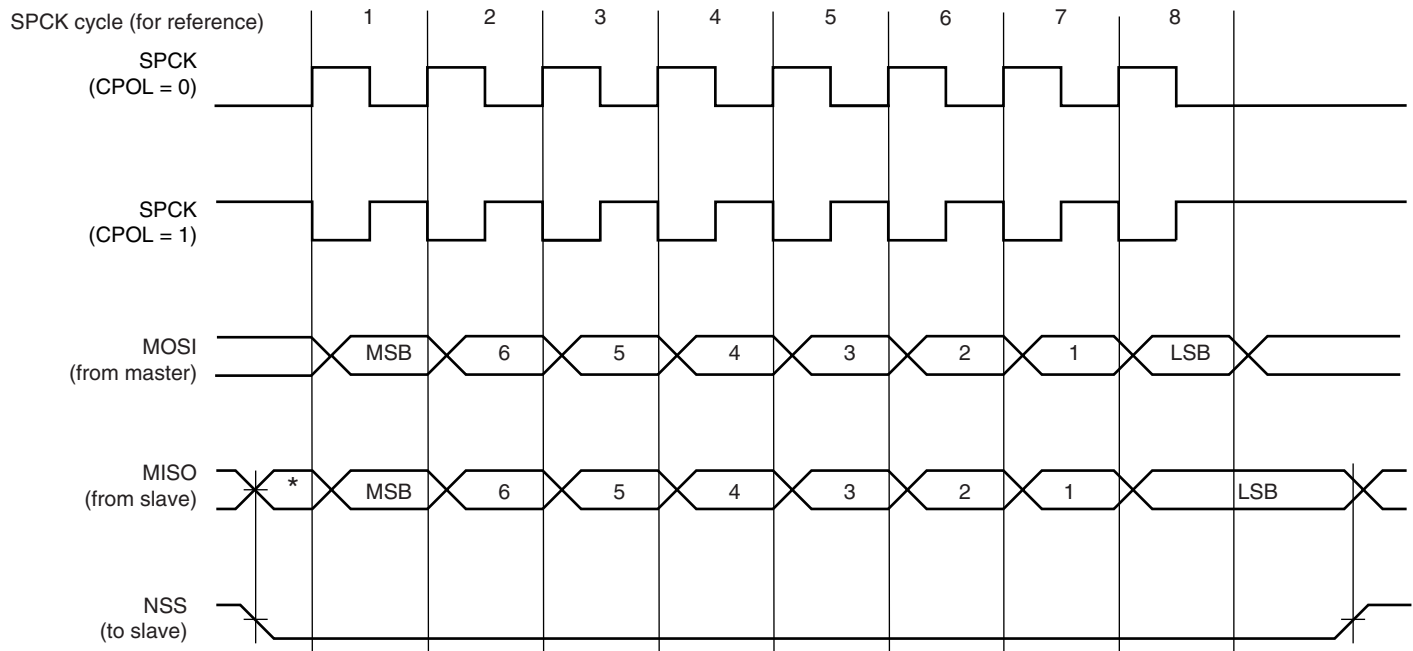 SPCK cycle (for reference) 1 2 3 4 5 6 7 8
SPCK
(CPOL = 0)
SPCK
(CPOL = 1)
MOSI
(from master)
MSB 6 5 4 3 2 1 LSB
MISO
(from slave)
* MSB 6 5 4 3 2 1 LSB
NSS
(to slave)